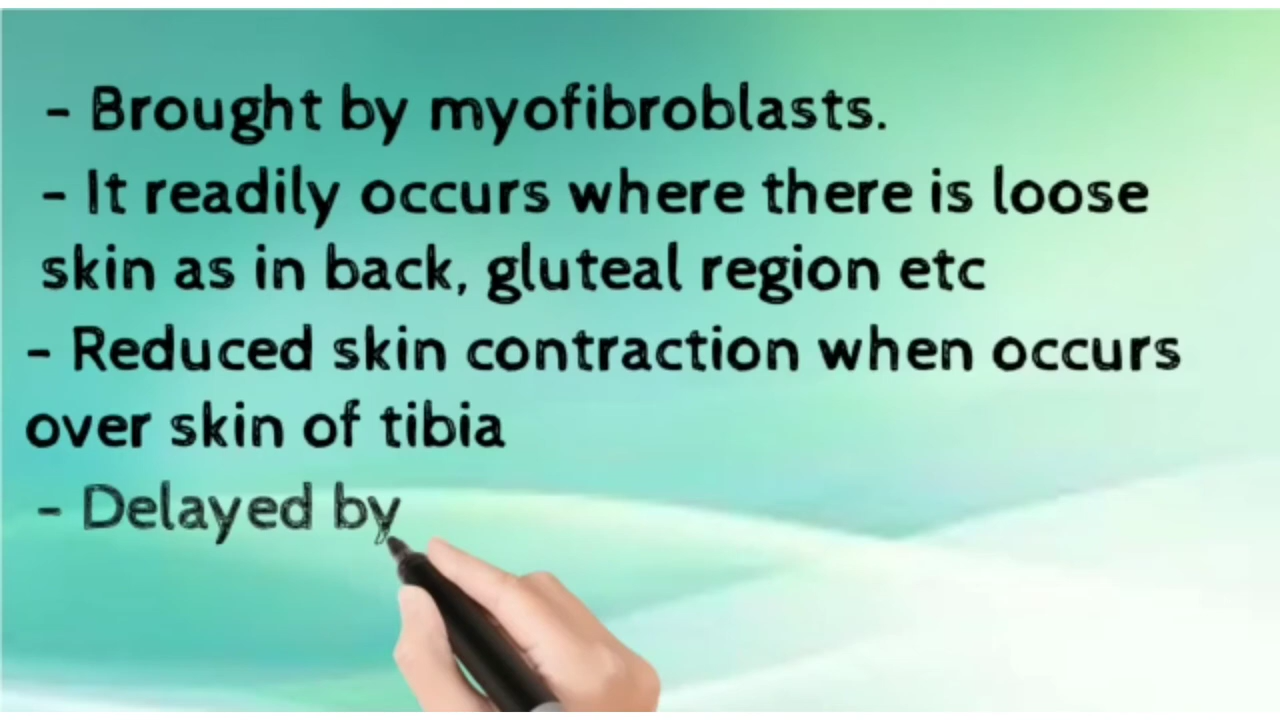 - Brought by myofibroblasts.
- It readily occurs where there is loose
skin as in back, gluteal region etc
- Reduced skin contraction when occurs
over skin of tibia
- Delayed by